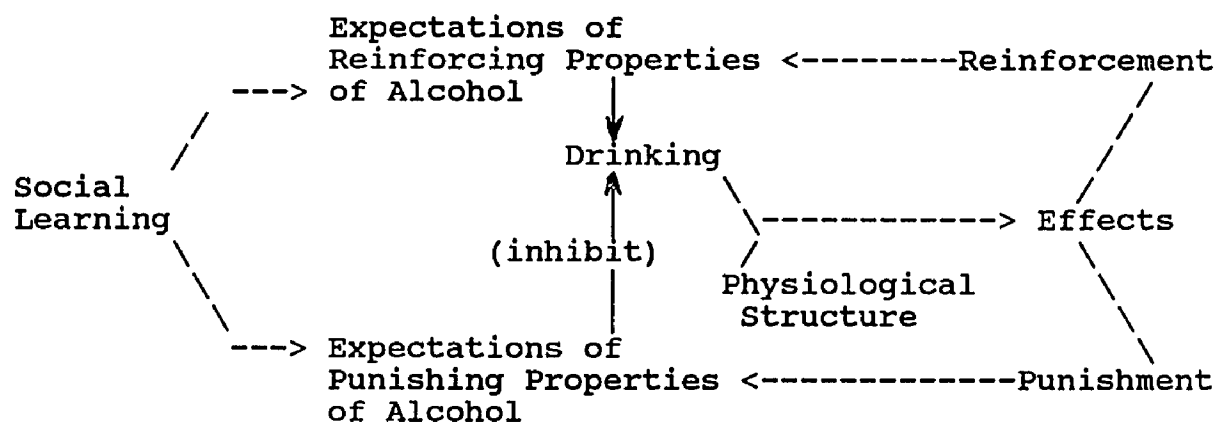 Expectations of
Reinforcing Properties <--------Reinforcement
---> of Alcohol
Drinking
Social
Learning
-------------> Effects
(inhibit)
Physiological
Structure
---> Expectations of
Punishing Properties <-------------Punishment
of Alcohol